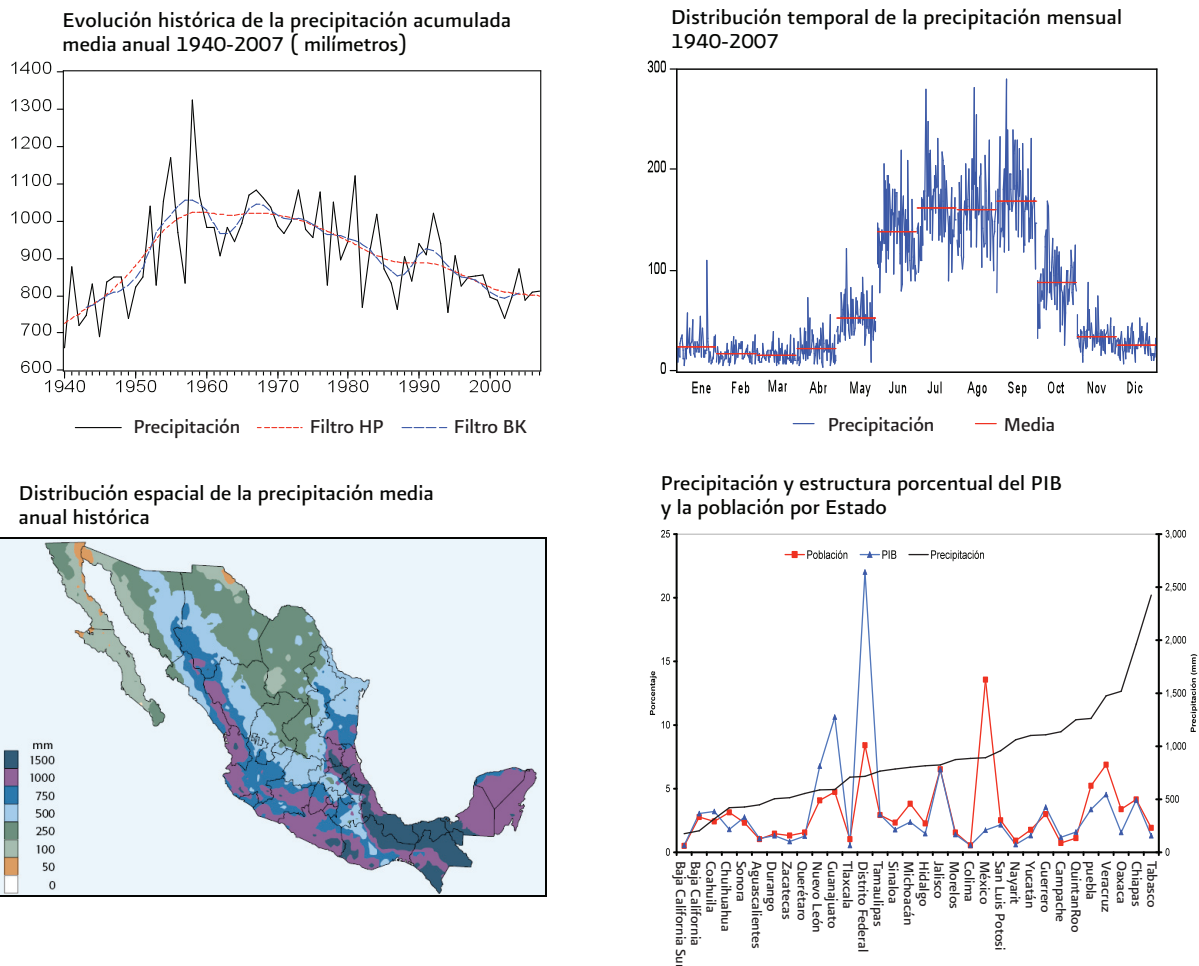 Evolución histórica de la precipitación acumulada
media anual 1940-2007 ( milímetros)
1400
1300
1200
1100
1000
900
800
700
600
1940
1950
1960
1970
1980
1990
2000
Precipitación
Filtro HP
Filtro BK
Distribución temporal de la precipitación mensual
1940-2007
300
200
100
0
Ene
Feb
Mar
Abr
May
Jun
Jul
Ago
Sep
Oct
Nov
Dic
Precipitación
Media
Distribución espacial de la precipitación media
anual histórica
mm
1500
1000
750
500
250
100
50
0
Precipitación y estructura porcentual del PIB
y la población por Estado
25
20
15
10
5
0
Porcentaje
Población
PIB
Precipitación
3,000
2,500
2,000
1,500
1,000
500
0
Precipitación (mm)
Baja California Sur
Baja California
Coahuila
Chuihuahua
Sonora
Aguascalientes
Durango
Zacatecas
Querétaro
Nuevo León
Guanajuato
Tlaxcala
Distrito Federal
Tamaulipas
Sinaloa
Michoacán
Hidalgo
Jalisco
Morelos
Colima
México
San Luis Potosi
Nayarit
Yucatán
Guerrero
Campache
QuintanRoo
puebla
Veracruz
Oaxaca
Chiapas
Tabasco